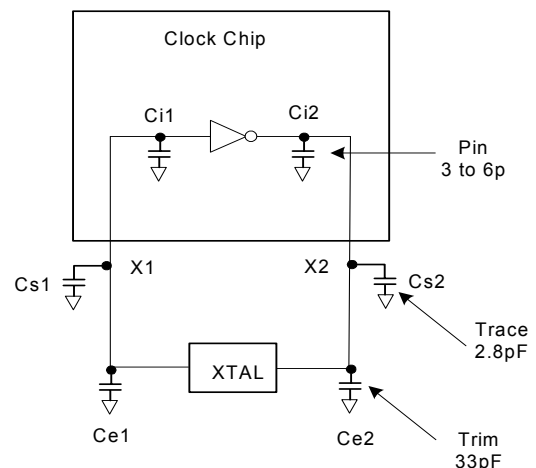 Clock Chip
Ci1
Ci2
Pin
3 to 6p
X1
X2
Cs1
Cs2
Trace
2.8pF
XTAL
Ce1
Ce2
Trim
33pF